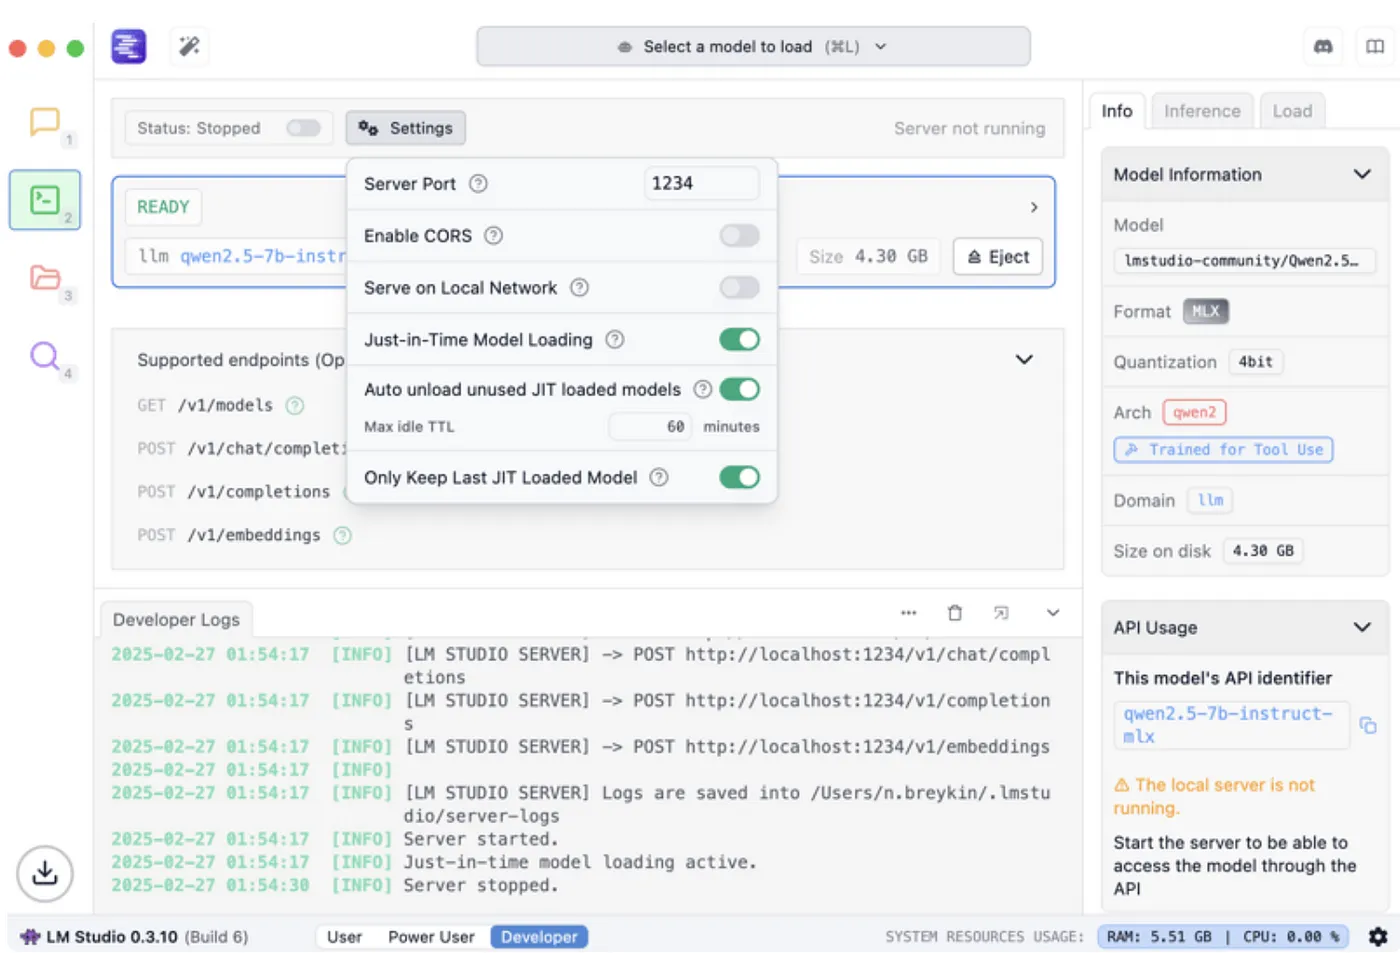 Select a model to load (⌘L)
1
2
3
4
Status: Stopped
Settings
Server not running
Server Port
1234
Enable CORS
Serve on Local Network
Just-in-Time Model Loading
Auto unload unused JIT loaded models
Max idle TTL 60 minutes
Only Keep Last JIT Loaded Model
READY
llm qwen2.5-7b-instr
Size 4.30 GB
Eject
Supported endpoints (Op
GET /v1/models
POST /v1/chat/completi
POST /v1/completions
POST /v1/embeddings
Developer Logs
2025-02-27 01:54:17 [INFO] [LM STUDIO SERVER] -> POST http://localhost:1234/v1/chat/compl
etions
2025-02-27 01:54:17 [INFO] [LM STUDIO SERVER] -> POST http://localhost:1234/v1/completion
s
2025-02-27 01:54:17 [INFO] [LM STUDIO SERVER] -> POST http://localhost:1234/v1/embeddings
2025-02-27 01:54:17 [INFO]
2025-02-27 01:54:17 [INFO] [LM STUDIO SERVER] Logs are saved into /Users/n.breykin/.lmstu
dio/server-logs
2025-02-27 01:54:17 [INFO] Server started.
2025-02-27 01:54:17 [INFO] Just-in-time model loading active.
2025-02-27 01:54:30 [INFO] Server stopped.
Info
Inference
Load
Model Information
Model
lmstudio-community/Qwen2.5…
Format MLX
Quantization 4bit
Arch qwen2
Trained for Tool Use
Domain llm
Size on disk 4.30 GB
API Usage
This model's API identifier
qwen2.5-7b-instruct-
mlx
The local server is not
running.
Start the server to be able to
access the model through the
API
LM Studio 0.3.10 (Build 6)
User
Power User
Developer
SYSTEM RESOURCES USAGE: RAM: 5.51 GB | CPU: 0.00 %